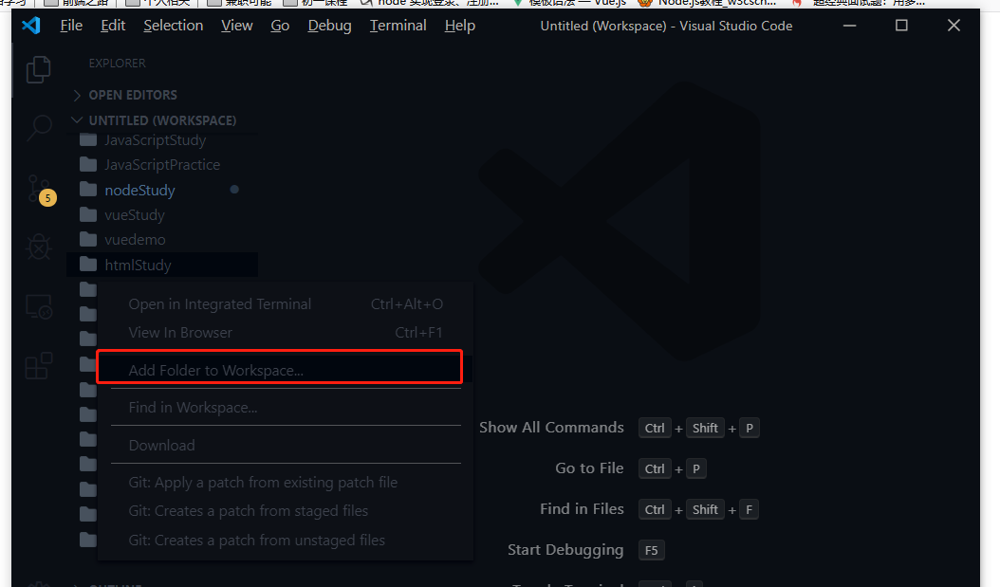 学习 前端之路 个人相关 兼职可能 初一课程 node 实现登录、注册... 模板语法 — Vue.js Node.js教程_w3csch... 超经典面试题：用多...
File Edit Selection View Go Debug Terminal Help Untitled (Workspace) - Visual Studio Code
EXPLORER
OPEN EDITORS
UNTITLED (WORKSPACE)
JavaScriptStudy
JavaScriptPractice
nodeStudy
5
vueStudy
vuedemo
htmlStudy
Open in Integrated Terminal Ctrl+Alt+O
View In Browser Ctrl+F1
Add Folder to Workspace...
Find in Workspace...
Download
Git: Apply a patch from existing patch file
Git: Creates a patch from staged files
Git: Creates a patch from unstaged files
Show All Commands Ctrl + Shift + P
Go to File Ctrl + P
Find in Files Ctrl + Shift + F
Start Debugging F5